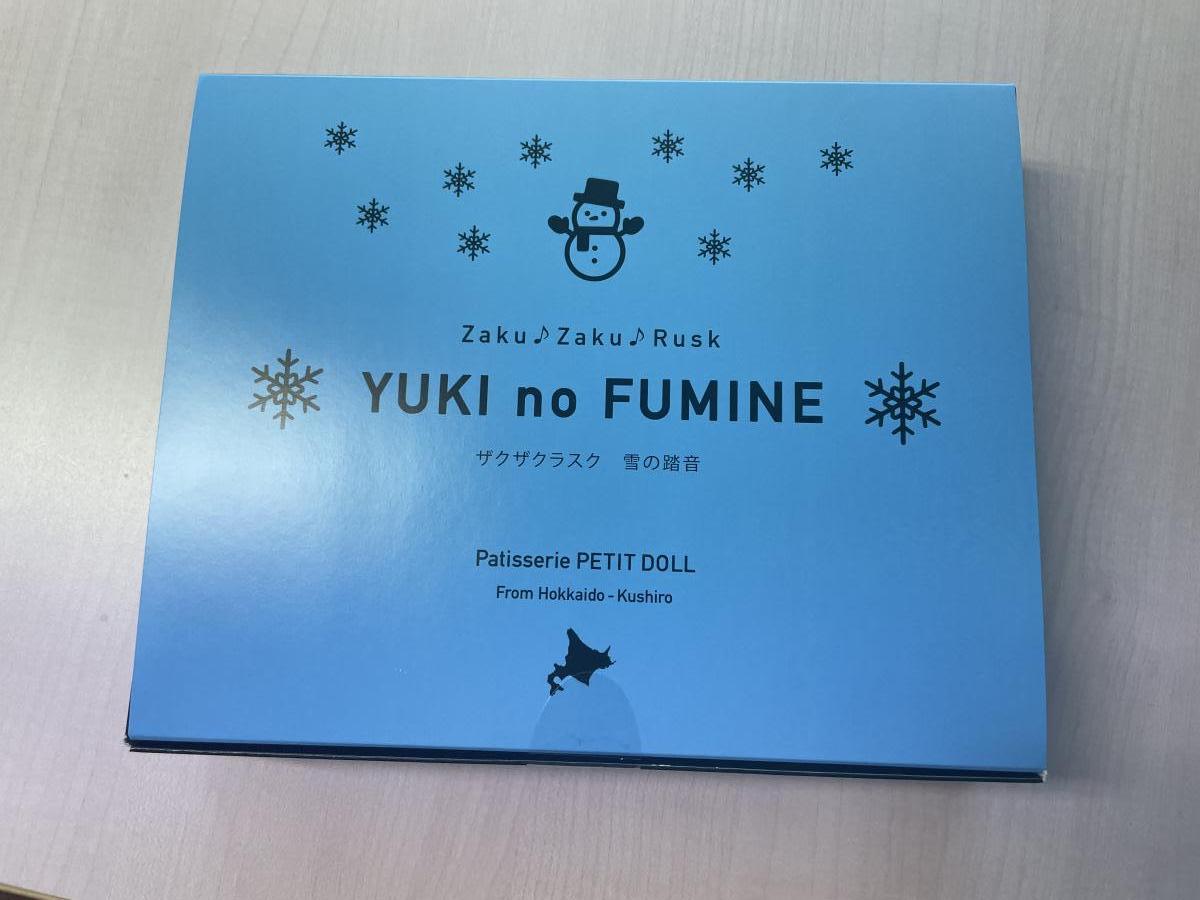 Zaku♪Zaku♪Rusk
YUKI no FUMINE
ザクザクラスク　雪の踏音
Patisserie PETIT DOLL
From Hokkaido - Kushiro